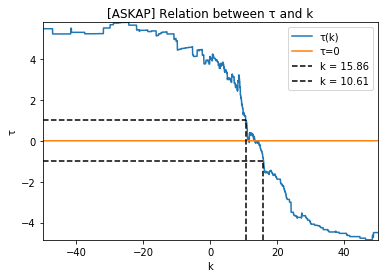 [ASKAP] Relation between τ and k
τ(k)
τ=0
k = 15.86
k = 10.61
4
2
0
−2
−4
τ
−40
−20
0
20
40
k